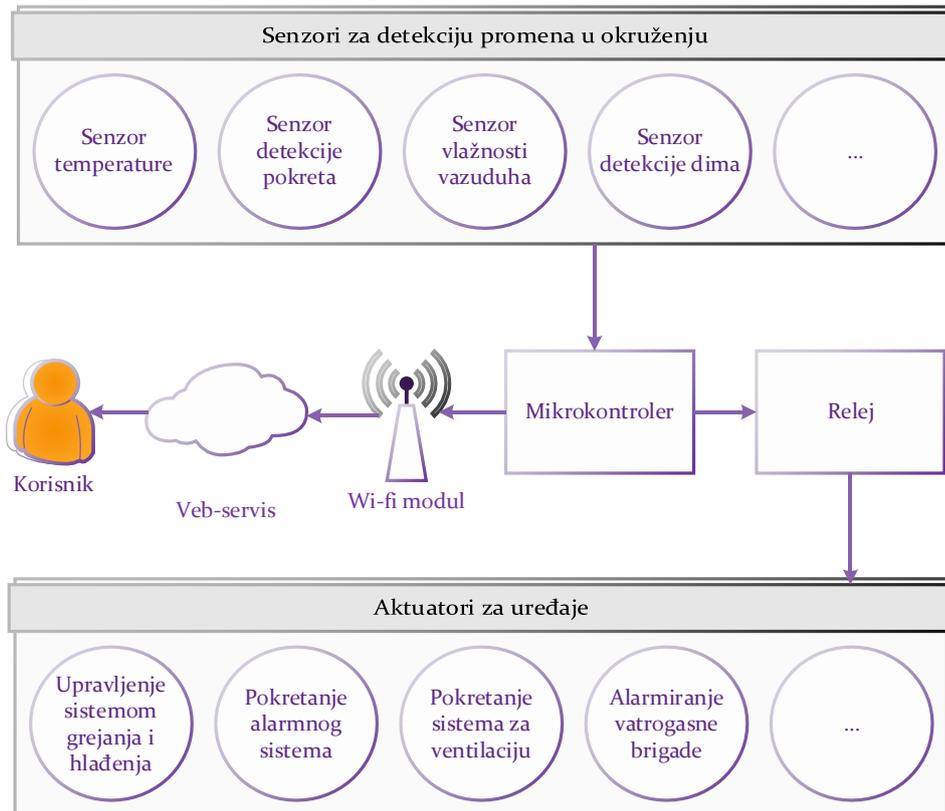 Senzori za detekciju promena u okruženju
Senzor
temperature
Senzor
detekcije
pokreta
Senzor
vlažnosti
vazuduha
Senzor
detekcije dima
...
Mikrokontroler
Relej
Korisnik
Veb-servis
Wi-fi modul
Aktuatori za uređaje
Upravljenje
sistemom
grejanja i
hlađenja
Pokretanje
alarmnog
sistema
Pokretanje
sistema za
ventilaciju
Alarmiranje
vatrogasne
brigade
...